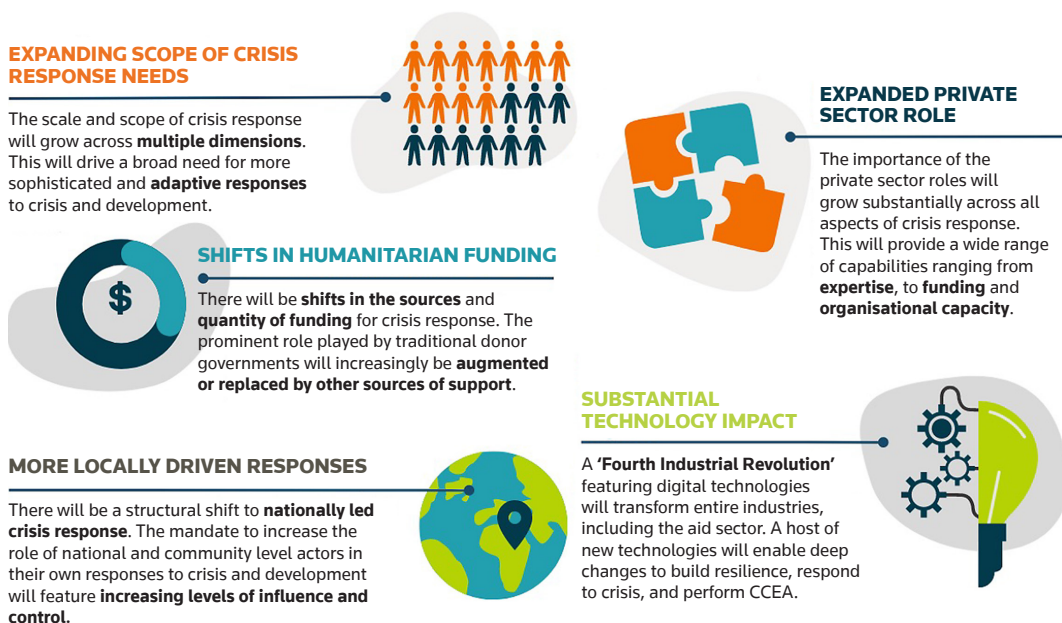 EXPANDING SCOPE OF CRISIS
RESPONSE NEEDS
The scale and scope of crisis response
will grow across multiple dimensions.
This will drive a broad need for more
sophisticated and adaptive responses
to crisis and development.
SHIFTS IN HUMANITARIAN FUNDING
$
There will be shifts in the sources and
quantity of funding for crisis response. The
prominent role played by traditional donor
governments will increasingly be augmented
or replaced by other sources of support.
MORE LOCALLY DRIVEN RESPONSES
There will be a structural shift to nationally led
crisis response. The mandate to increase the
role of national and community level actors in
their own responses to crisis and development
will feature increasing levels of influence and
control.
EXPANDED PRIVATE
SECTOR ROLE
The importance of the
private sector roles will
grow substantially across all
aspects of crisis response.
This will provide a wide range
of capabilities ranging from
expertise, to funding and
organisational capacity.
SUBSTANTIAL
TECHNOLOGY IMPACT
A ‘Fourth Industrial Revolution’
featuring digital technologies
will transform entire industries,
including the aid sector. A host of
new technologies will enable deep
changes to build resilience, respond
to crisis, and perform CCEA.